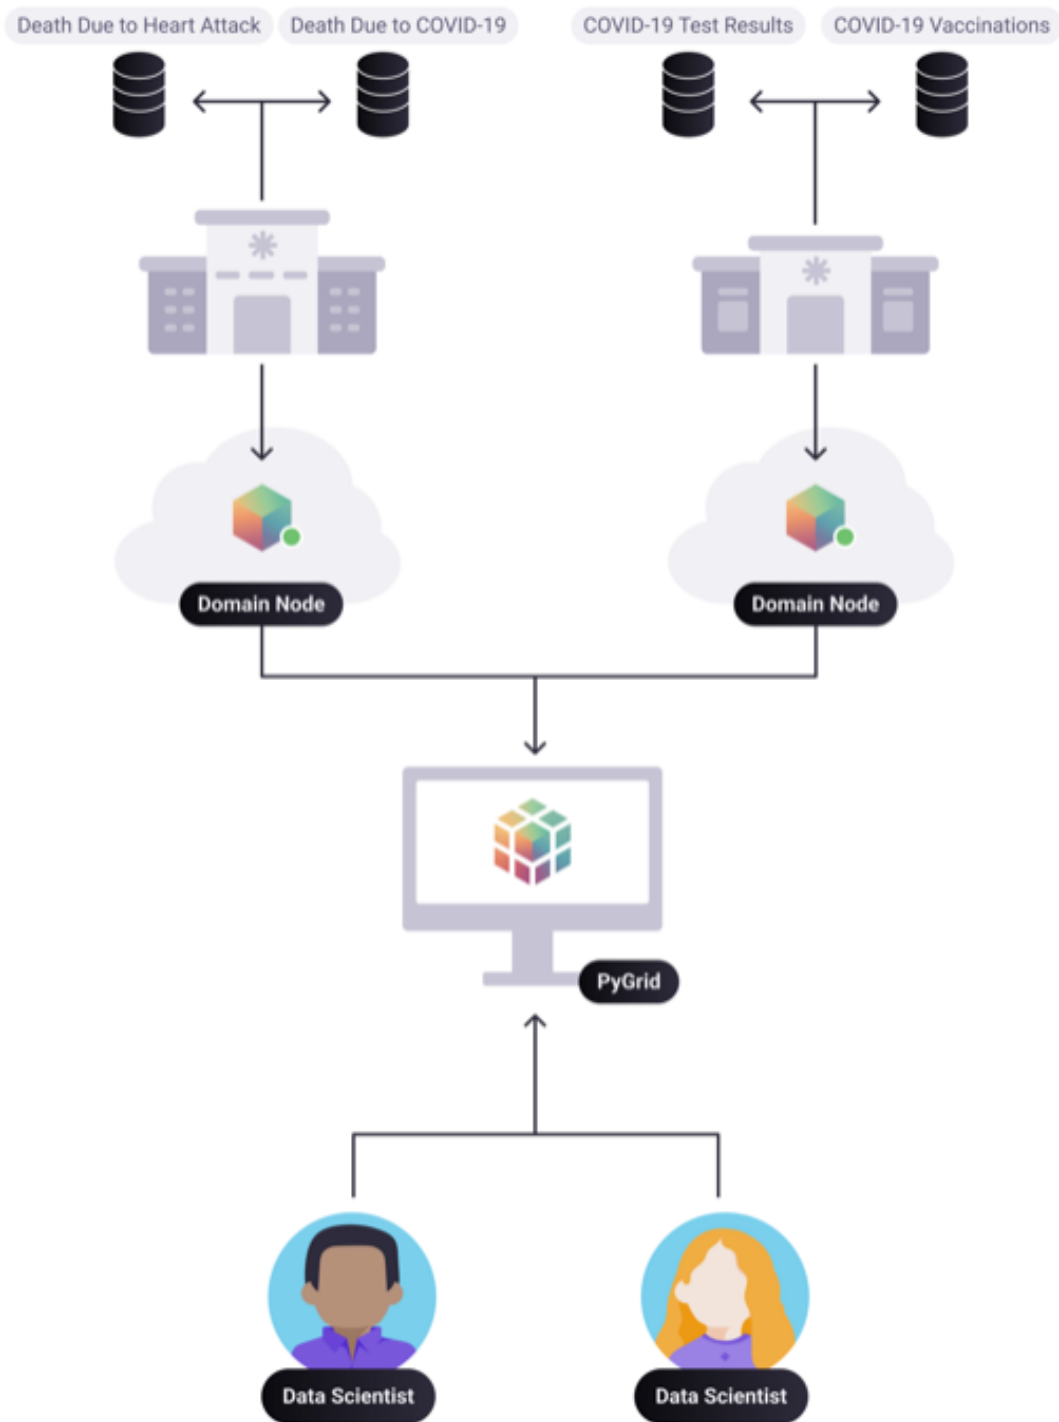 Death Due to Heart Attack
Death Due to COVID-19
COVID-19 Test Results
COVID-19 Vaccinations
Domain Node
Domain Node
PyGrid
Data Scientist
Data Scientist